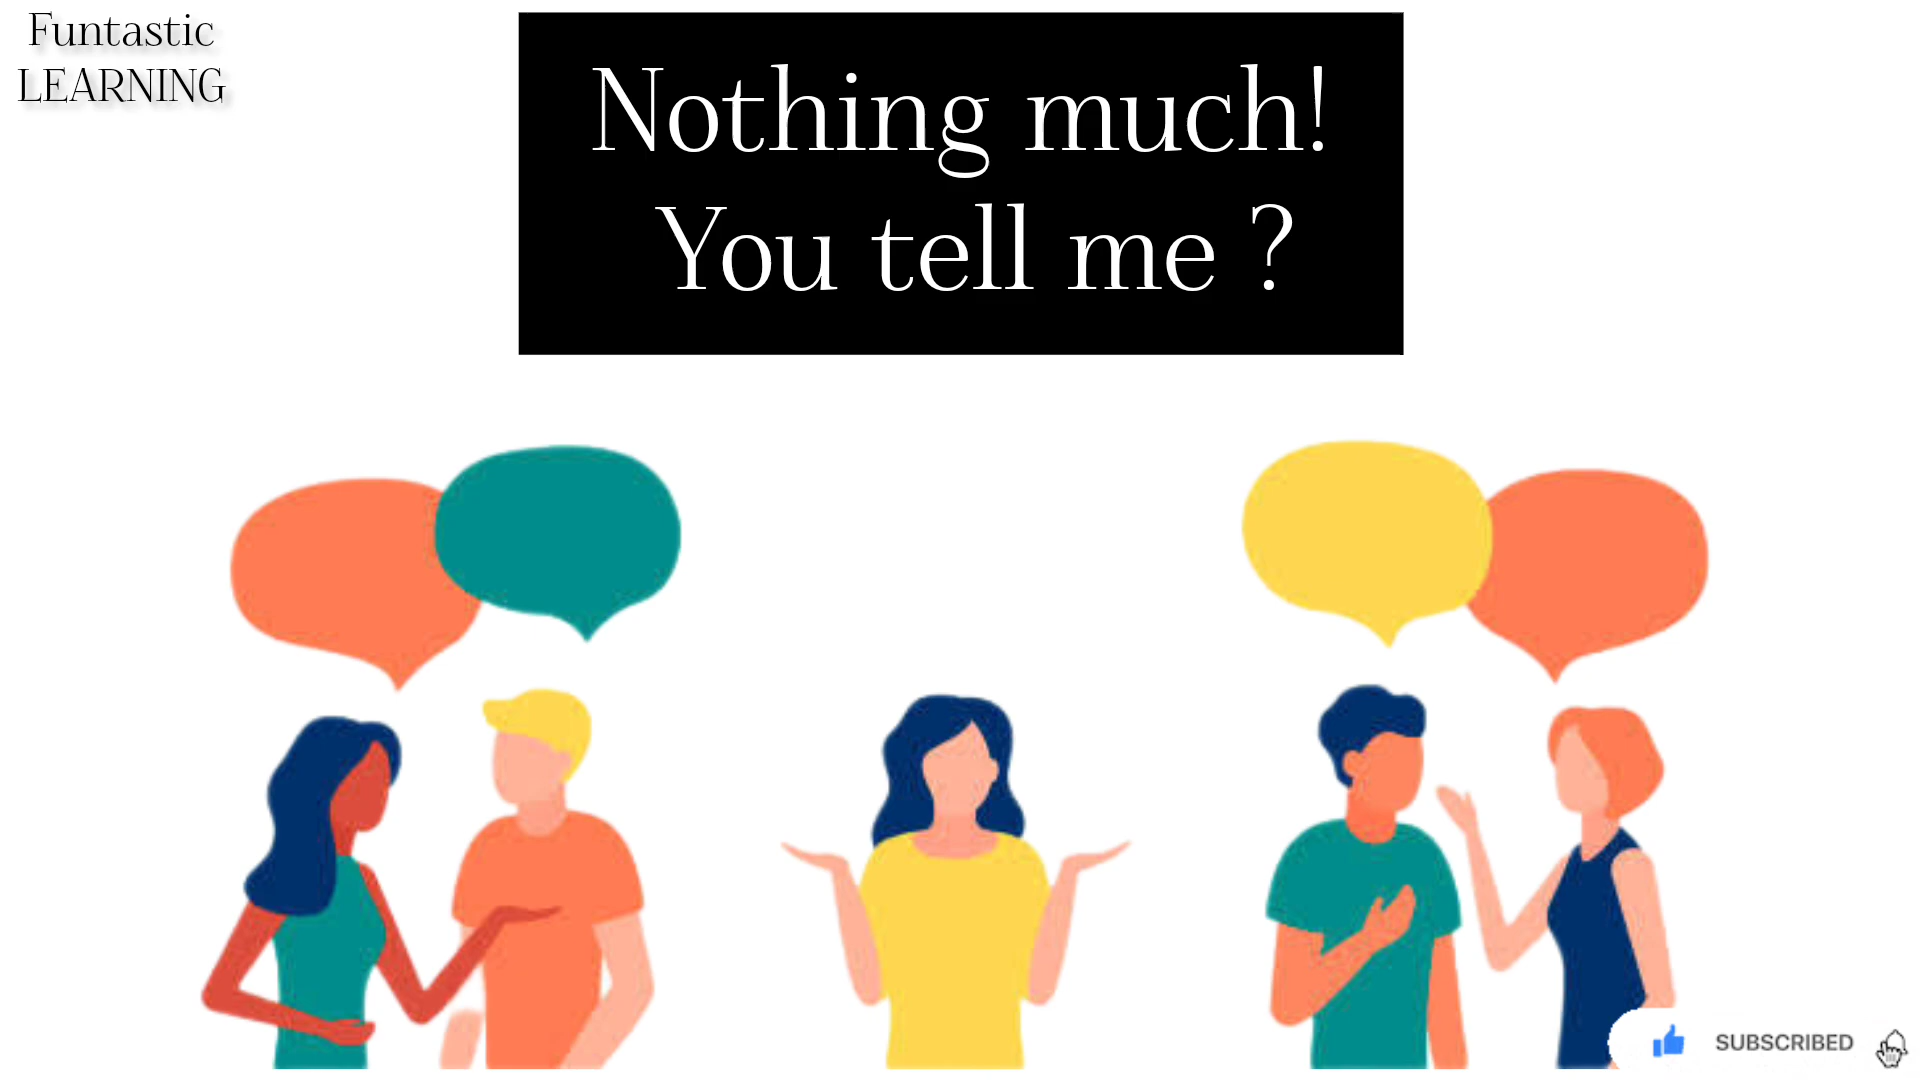 Funtastic
LEARNING
Nothing much!
You tell me ?
SUBSCRIBED